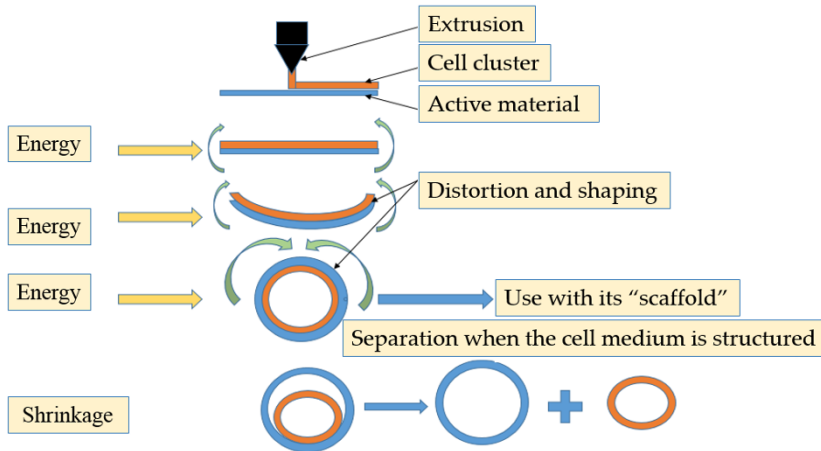 Extrusion
Cell cluster
Active material
Energy
Distortion and shaping
Energy
Energy
Use with its “scaffold”
Separation when the cell medium is structured
Shrinkage